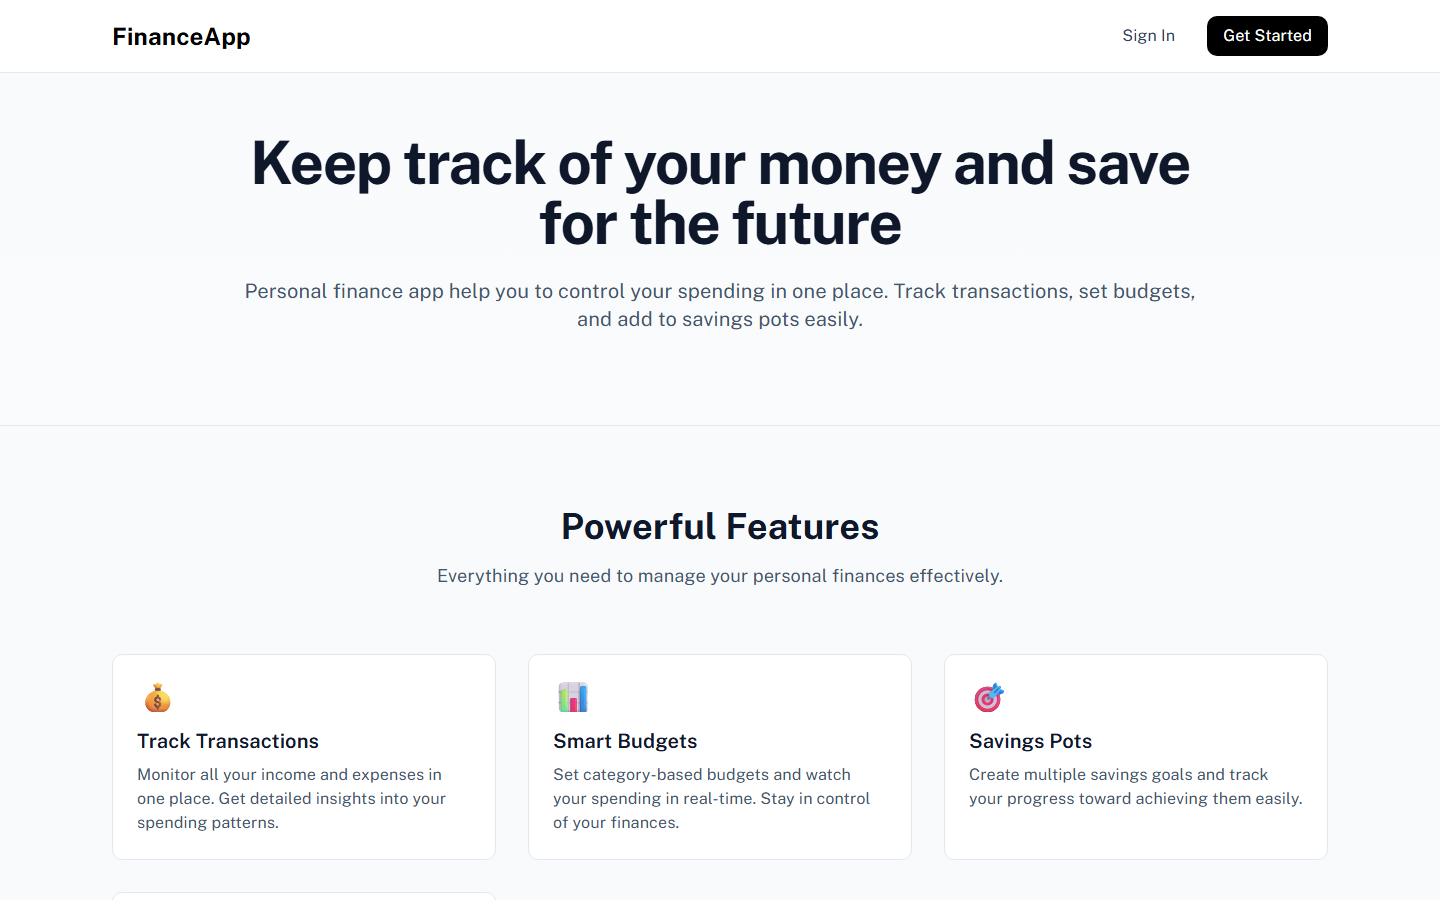 FinanceApp
Sign In
Get Started
Keep track of your money and save
for the future
Personal finance app help you to control your spending in one place. Track transactions, set budgets,
and add to savings pots easily.
Powerful Features
Everything you need to manage your personal finances effectively.
Track Transactions
Monitor all your income and expenses in
one place. Get detailed insights into your
spending patterns.
Smart Budgets
Set category-based budgets and watch
your spending in real-time. Stay in control
of your finances.
Savings Pots
Create multiple savings goals and track
your progress toward achieving them easily.